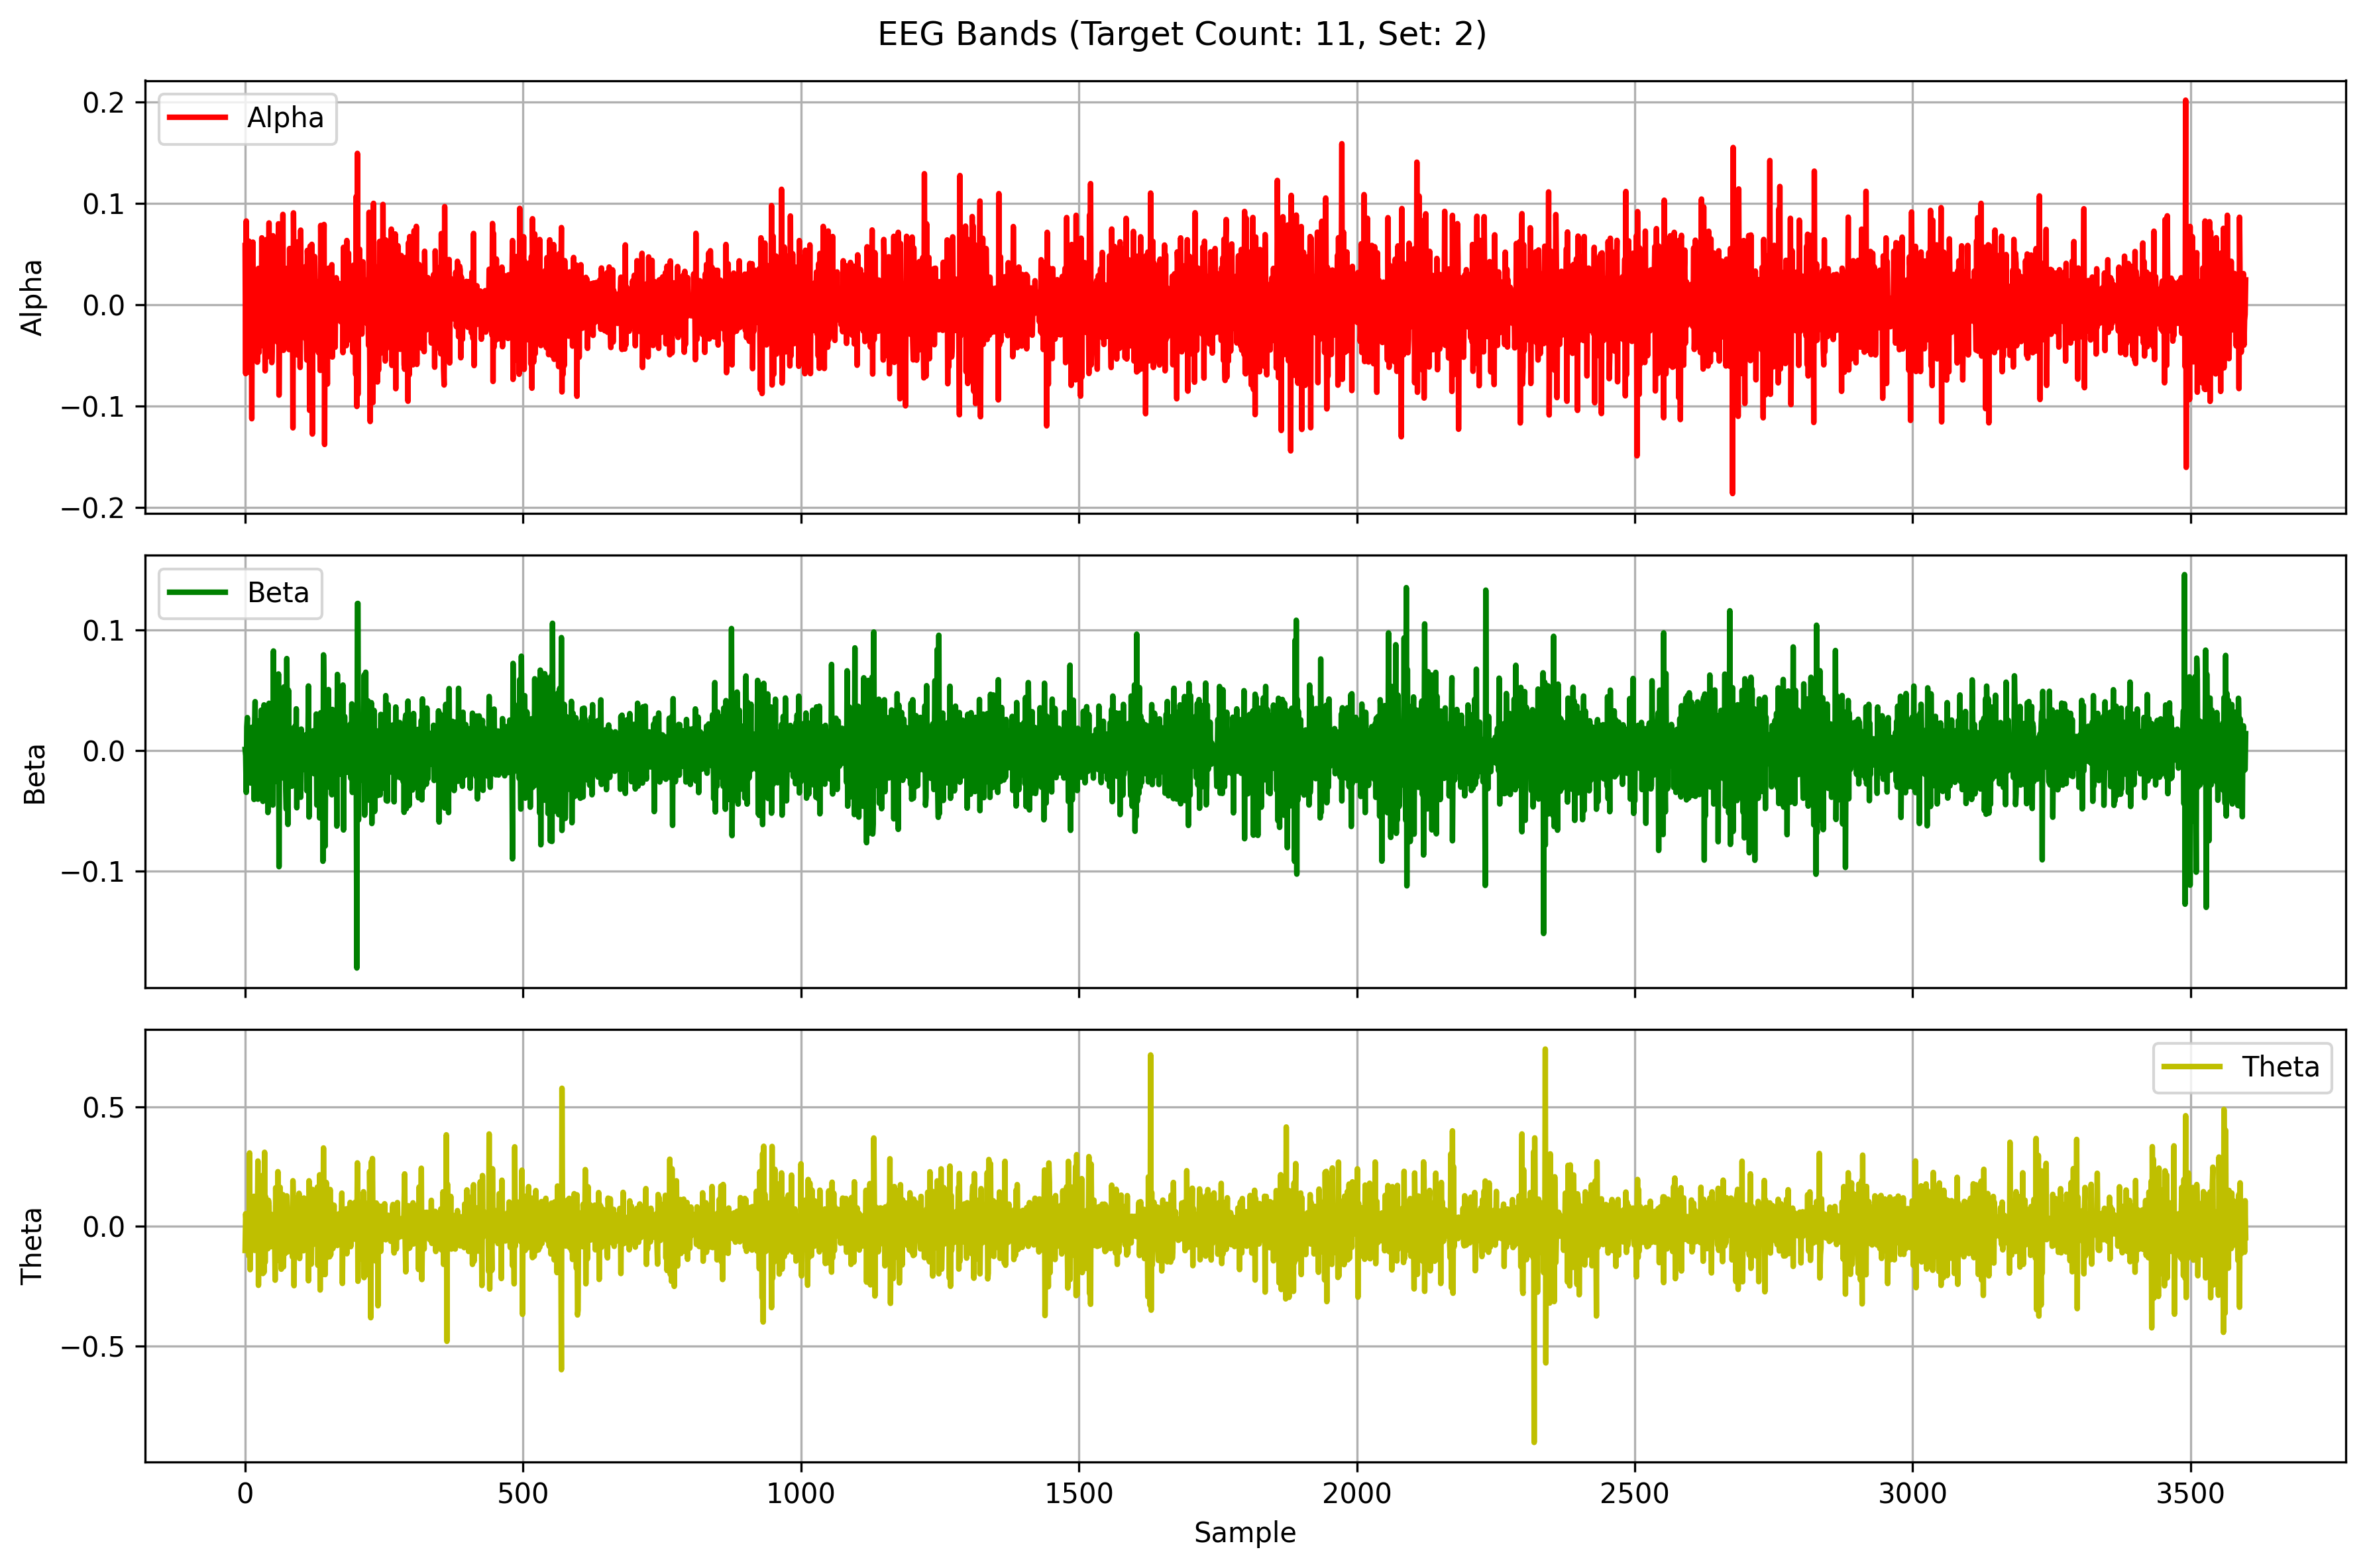 EEG Bands (Target Count: 11, Set: 2)
0.2
0.1
0.0
−0.1
−0.2
Alpha
Alpha
0.1
0.0
−0.1
Beta
Beta
0.5
0.0
−0.5
Theta
Theta
0 500 1000 1500 2000 2500 3000 3500
Sample